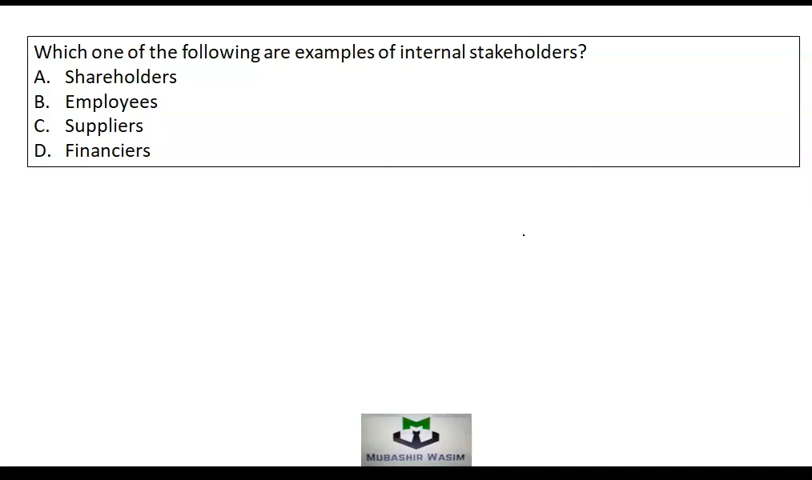 Which one of the following are examples of internal stakeholders?
A. Shareholders
B. Employees
C. Suppliers
D. Financiers
MUBASHIR WASIM